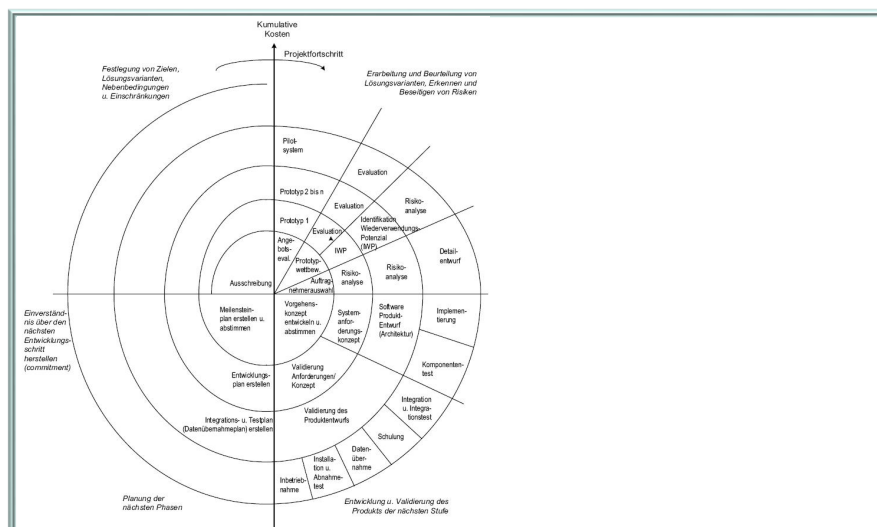 Kumulative
Kosten
Projektfortschritt
Festlegung von Zielen,
Lösungsvarianten,
Nebenbedingungen
u. Einschränkungen
Erarbeitung und Beurteilung von
Lösungsvarianten, Erkennen und
Beseitigen von Risiken
Pilot-
system
Evaluation
Prototyp 2 bis n
Evaluation
Risiko-
analyse
Prototyp 1
Evaluation
Identifikation
Wiederverwendungs-
Potenzial
(IWP)
Ange-
bots-
eval.
Prototyp-
wettbew.
IWP
Detail-
entwurf
Ausschreibung
Auftrag-
nehmerauswahl
Risiko-
analyse
Risiko-
analyse
Einverständ-
nis über den
nächsten
Entwicklungs-
schritt
herstellen
(commitment)
Meilenstein-
plan erstellen u.
abstimmen
Vorgehens-
konzept
entwickeln u.
abstimmen
System-
anfor-
derungs-
konzept
Software
Produkt-
Entwurf
(Architektur)
Implemen-
tierung
Komponenten-
test
Entwicklungs-
plan erstellen
Validierung
Anforderungen/
Konzept
Integration
u. Integra-
tionstest
Integrations- u. Testplan
(Datenübernahmeplan) erstellen
Validierung des
Produktentwurfs
Schulung
Daten-
über-
nahme
Installa-
tion u.
Abnahme-
test
Inbetrieb-
nahme
Planung der
nächsten Phasen
Entwicklung u. Validierung des
Produkts der nächsten Stufe